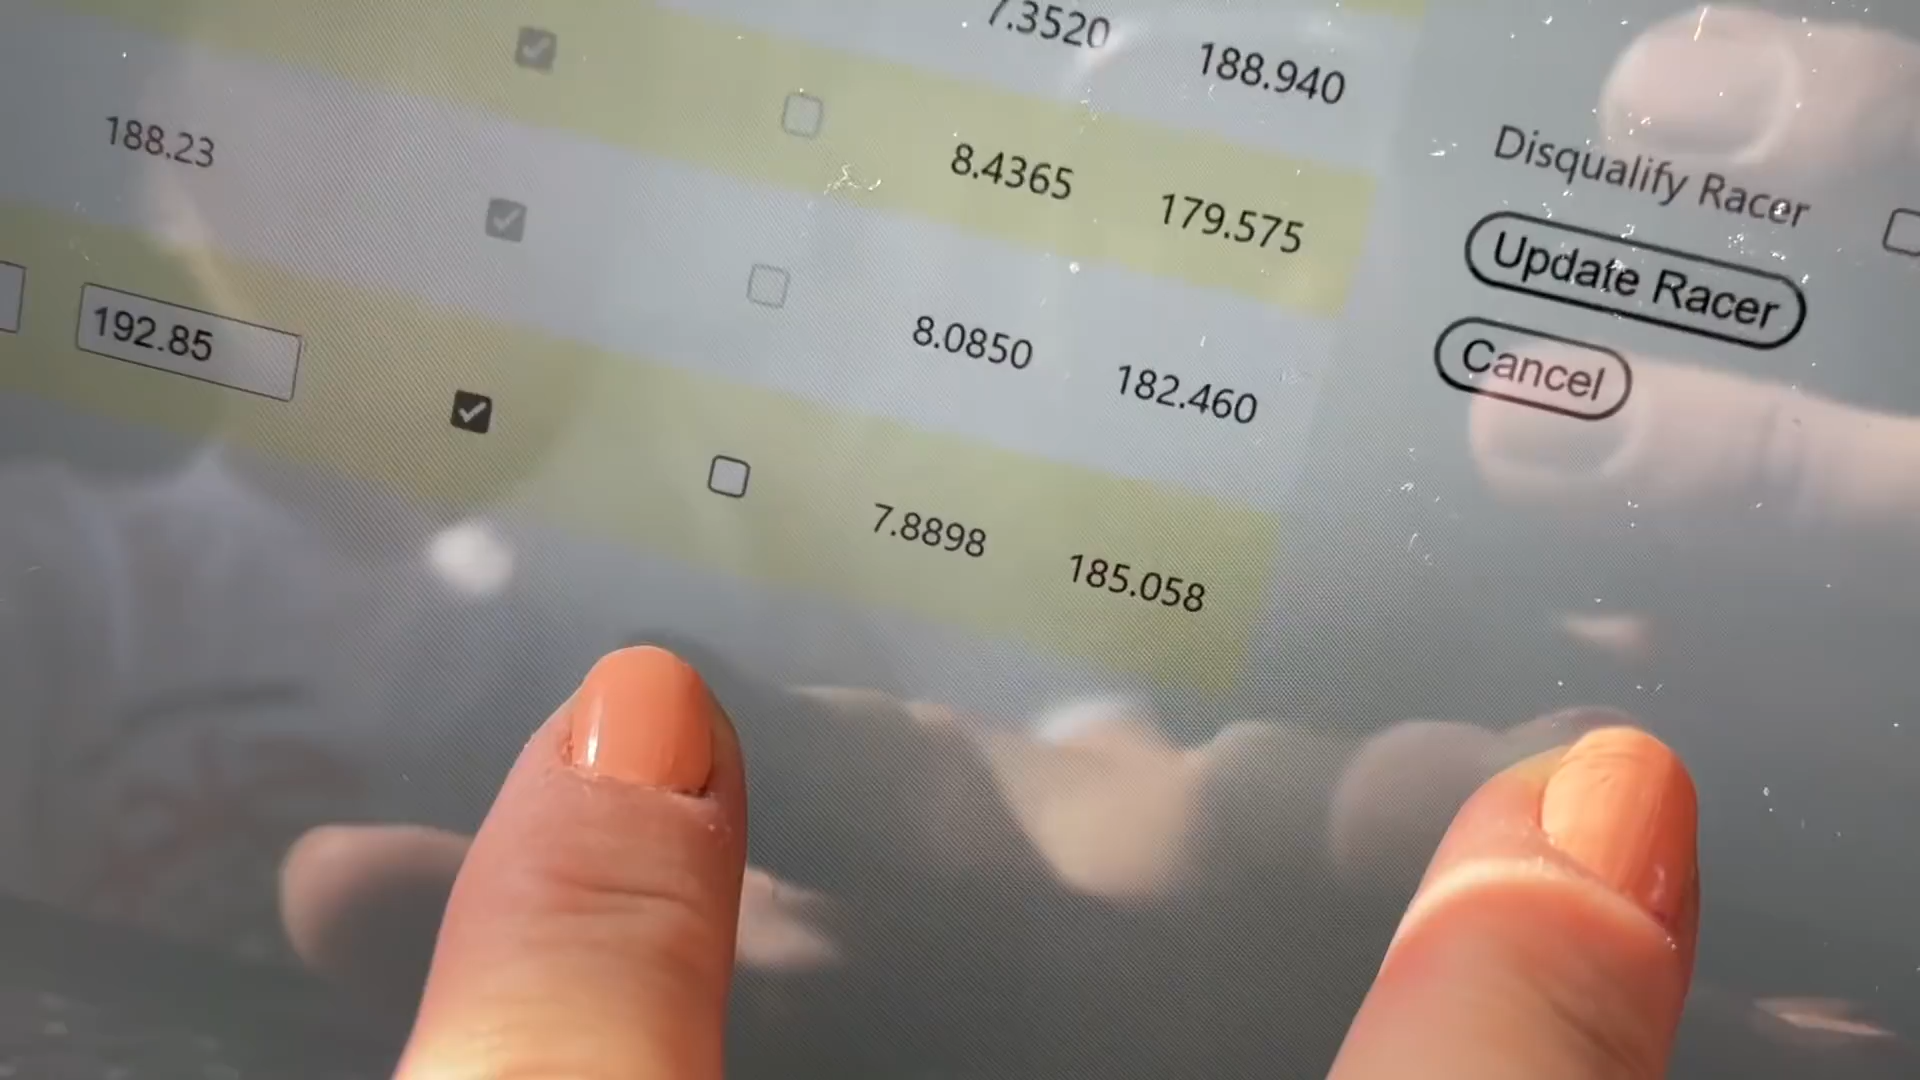 7.3520 188.940
188.23 8.4365 179.575
192.85 8.0850 182.460
7.8898 185.058
Disqualify Racer
Update Racer
Cancel